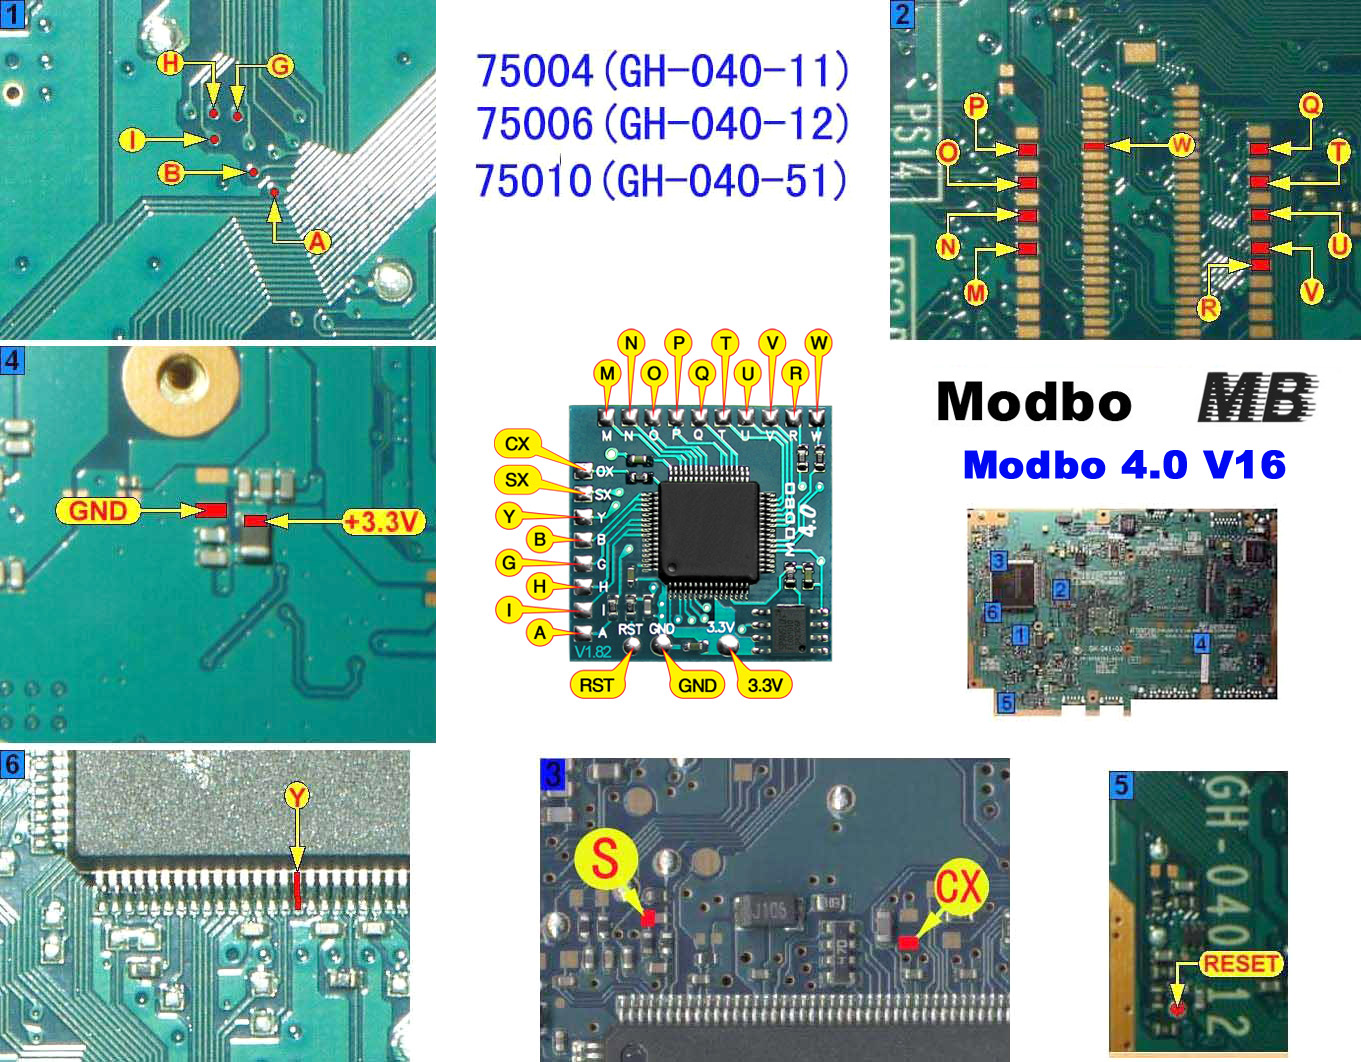 1
H
G
I
B
A
75004(GH-040-11)
75006(GH-040-12)
75010(GH-040-51)
2
PS14
P
Q
W
O
T
N
U
M
R
V
4
GND
+3.3V
N P T V W
M O Q U R
M N O P Q T U V R W
CX
SX
Y
B
G
H
I
A
CX
SX
Y
B
G
H
I
A
MODBO
4.0
RST GND 3.3V
V1.82
RST
GND
3.3V
Modbo MB
Modbo 4.0 V16
3
2
6
1
4
5
6
Y
3
S
CX
J105
5
GH-040-12
RESET